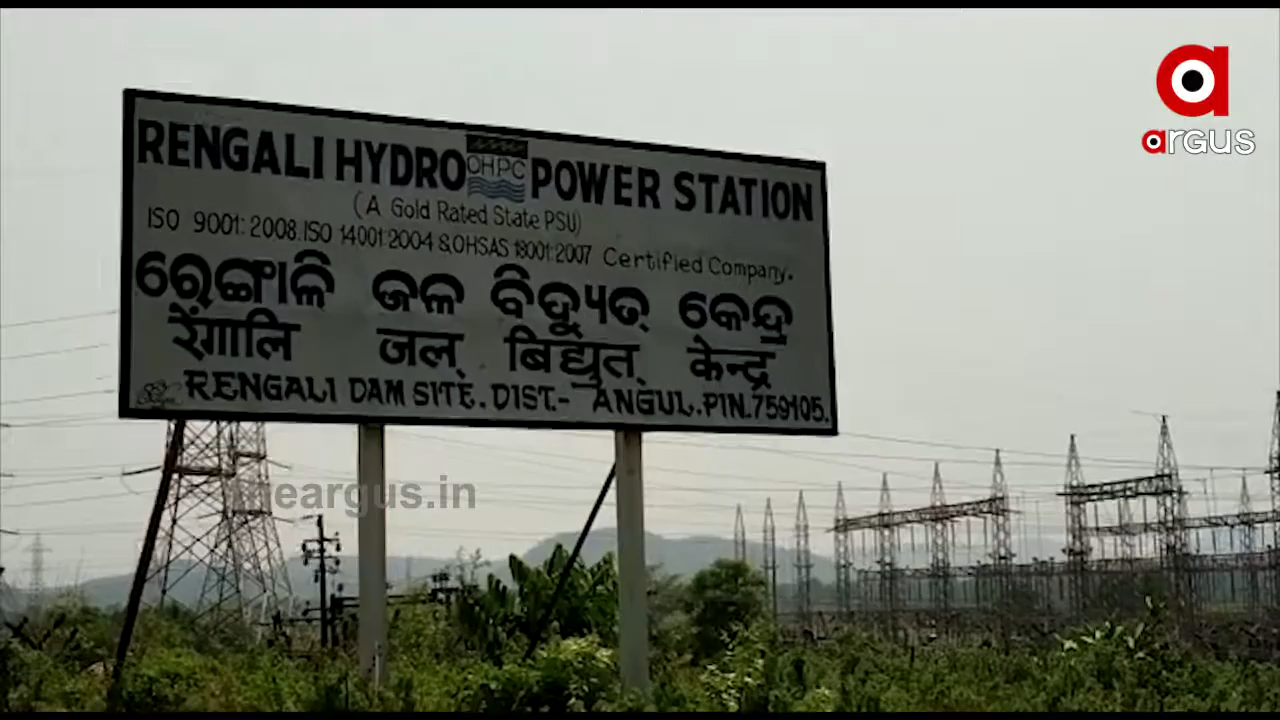 argus
RENGALI HYDRO OHPC POWER STATION
(A Gold Rated State PSU)
ISO 9001:2008.ISO 14001:2004 &OHSAS 18001:2007 Certified Company.
ରେଙ୍ଗାଳି ଜଳ ବିଦ୍ୟୁତ୍ କେନ୍ଦ୍ର
रेंगालि जल् बिद्युत् केन्द्र
RENGALI DAM SITE. DIST.- ANGUL.PIN.759105.
theargus.in